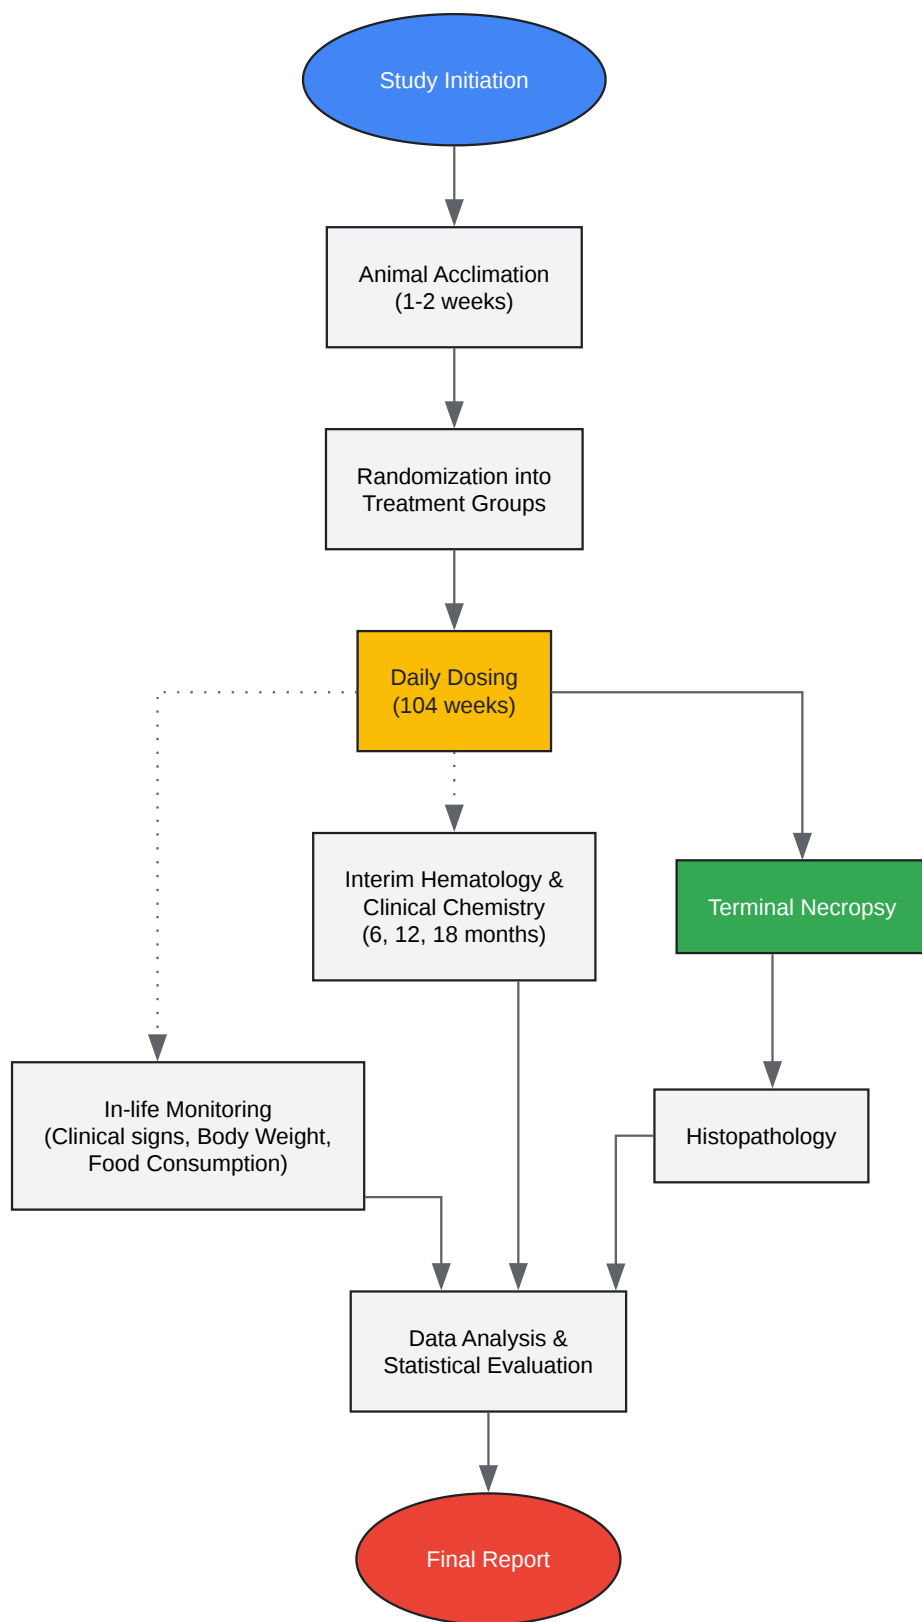 Study Initiation
Animal Acclimation
(1-2 weeks)
Randomization into
Treatment Groups
Daily Dosing
(104 weeks)
Interim Hematology &
Clinical Chemistry
(6, 12, 18 months)
Terminal Necropsy
In-life Monitoring
(Clinical signs, Body Weight,
Food Consumption)
Histopathology
Data Analysis &
Statistical Evaluation
Final Report